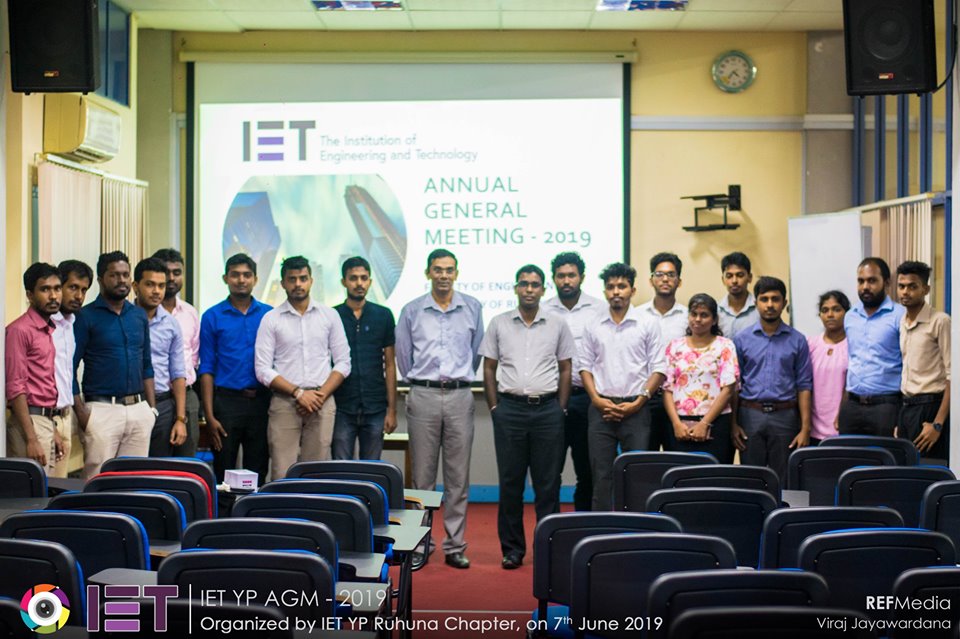 IET The Institution of
Engineering and Technology
ANNUAL
GENERAL
MEETING - 2019
IET
IET YP AGM - 2019
Organized by IET YP Ruhuna Chapter, on 7th June 2019
REFMedia
Viraj Jayawardana